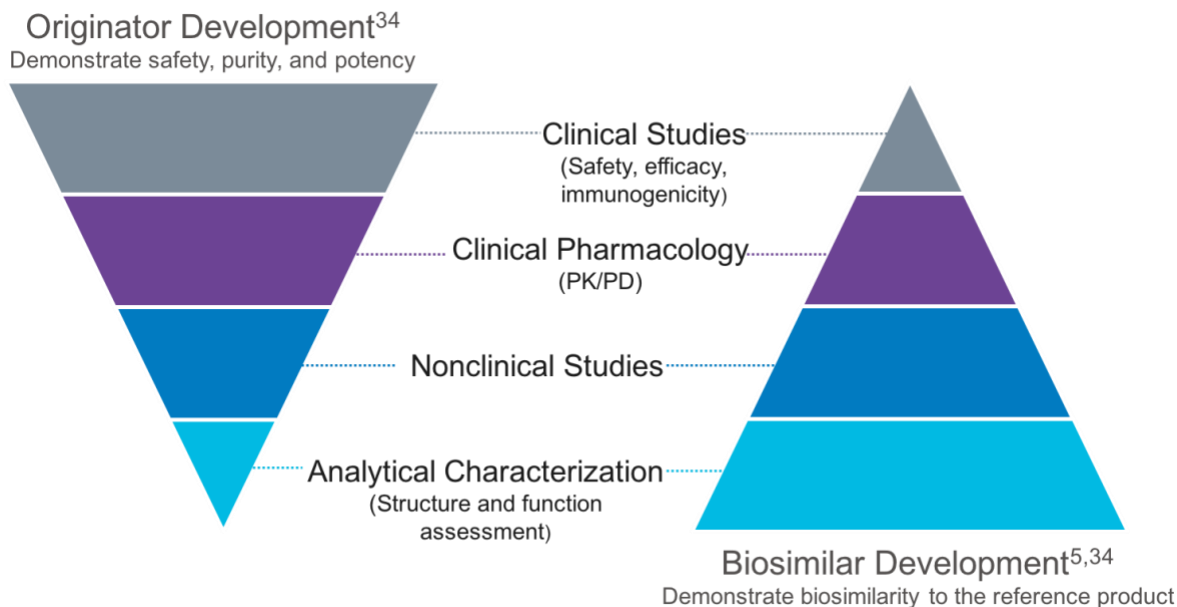 Originator Development³⁴
Demonstrate safety, purity, and potency
Clinical Studies
(Safety, efficacy,
immunogenicity)
Clinical Pharmacology
(PK/PD)
Nonclinical Studies
Analytical Characterization
(Structure and function
assessment)
Biosimilar Development⁵,³⁴
Demonstrate biosimilarity to the reference product